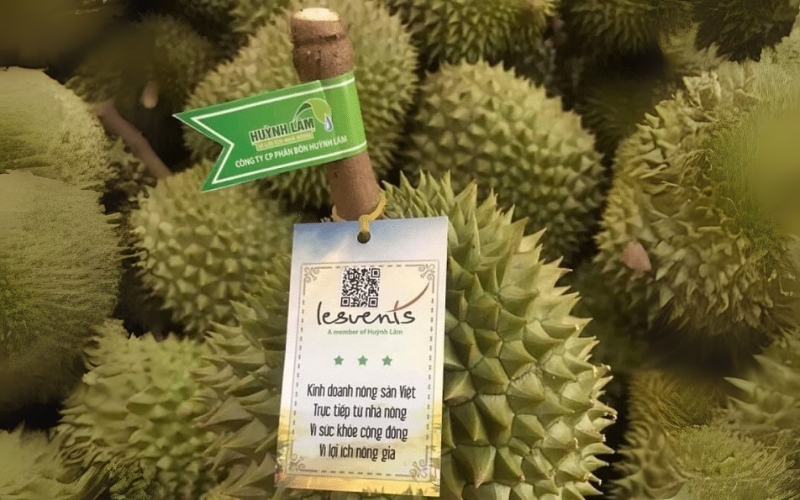 HUỲNH LÂM
CÔNG TY CP PHÂN BÓN HUỲNH LÂM
lesvents
A member of Huỳnh Lâm
Kinh doanh nông sản Việt
Trực tiếp từ nhà nông
Vì sức khỏe cộng đồng
Vì lợi ích nông gia